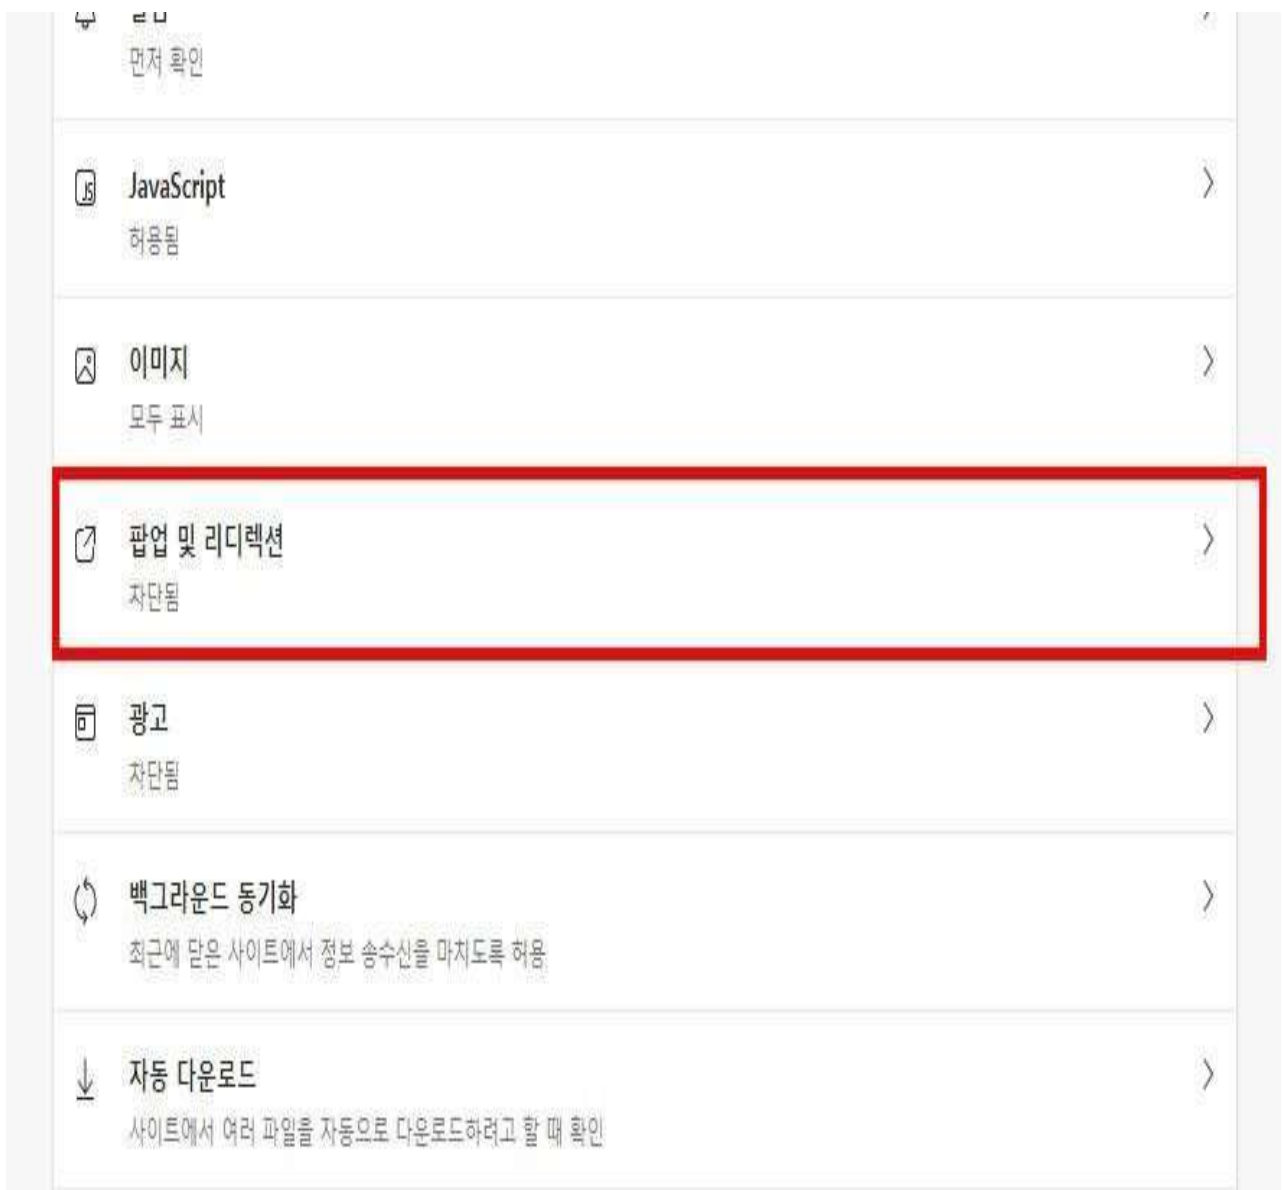 먼저 확인
JavaScript
허용됨
이미지
모두 표시
팝업 및 리디렉션
차단됨
광고
차단됨
백그라운드 동기화
최근에 닫은 사이트에서 정보 송수신을 마치도록 허용
자동 다운로드
사이트에서 여러 파일을 자동으로 다운로드하려고 할 때 확인